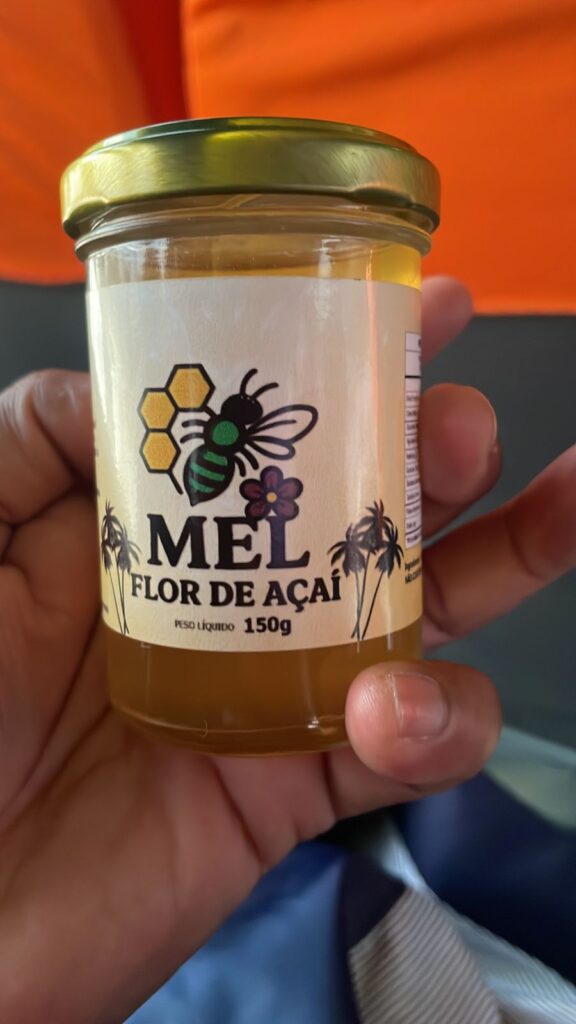 MEL
FLOR DE AÇAÍ
PESO LÍQUIDO 150g